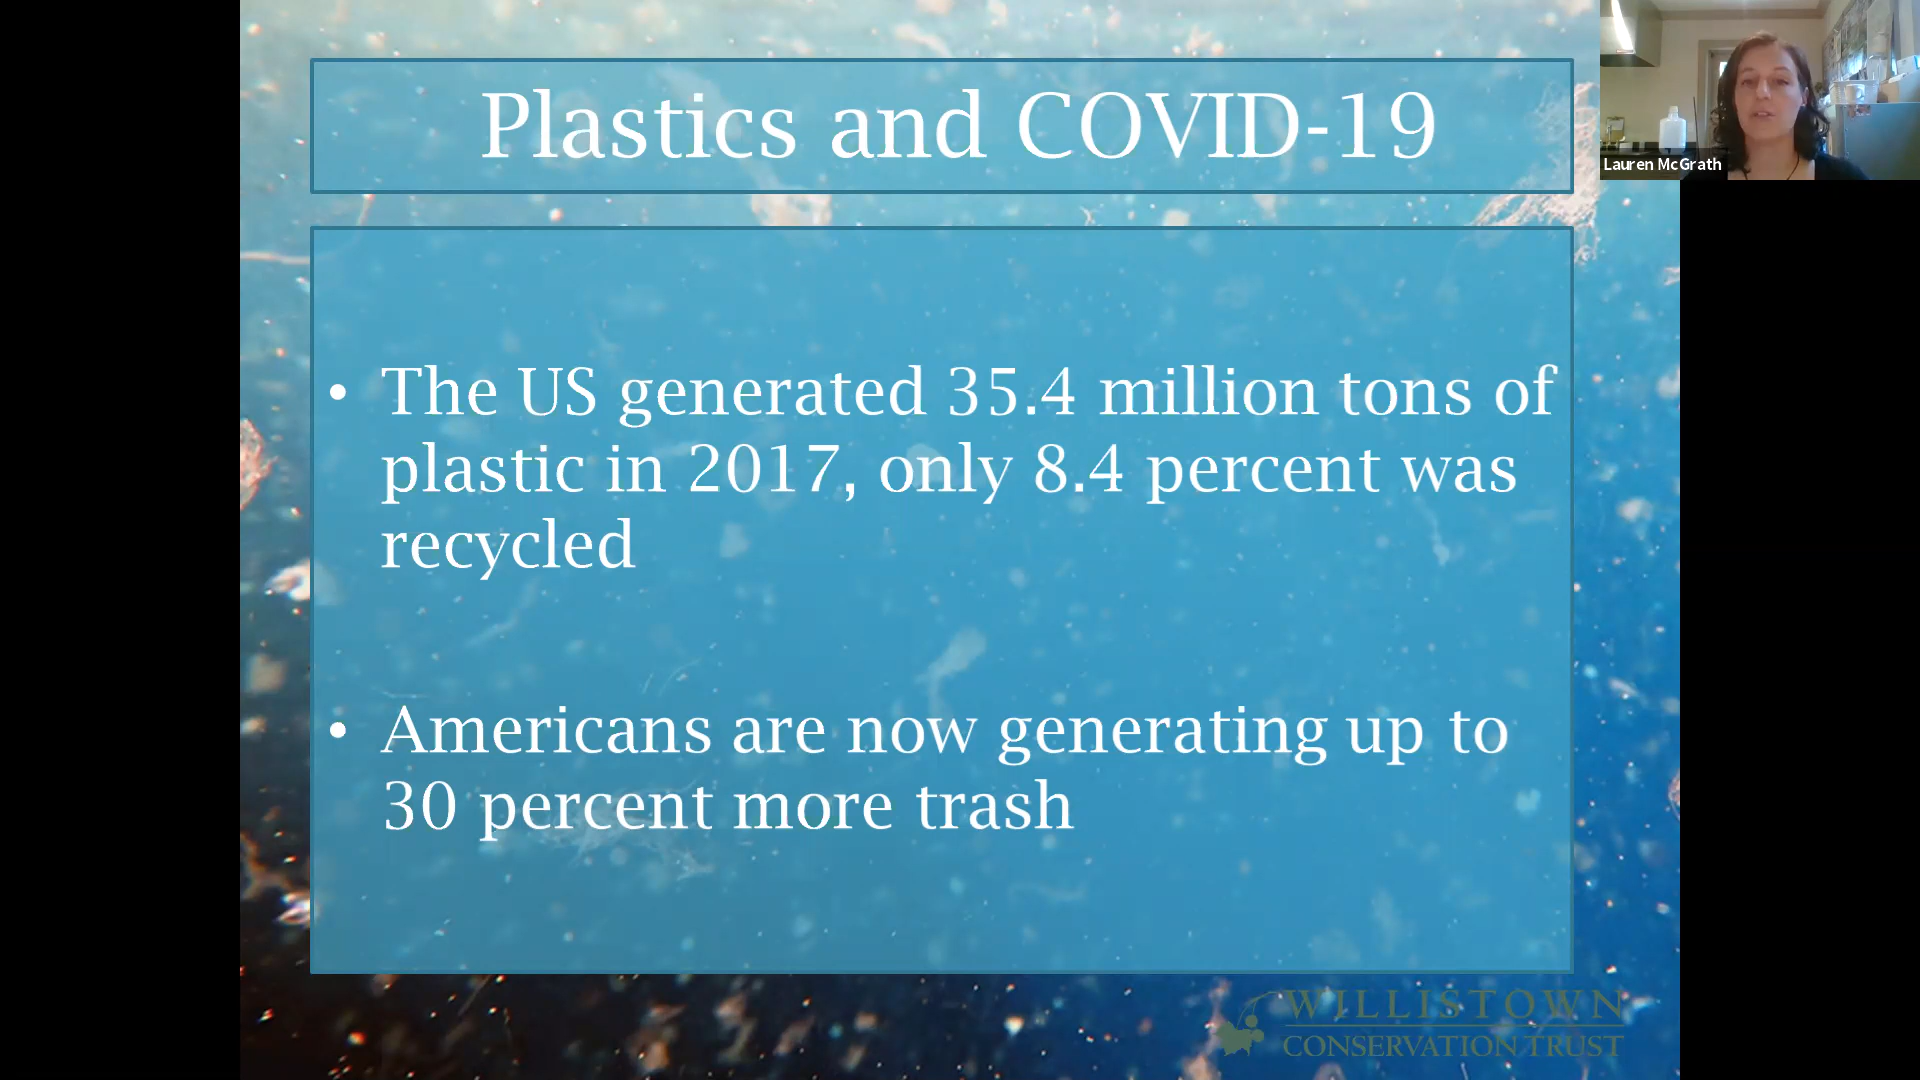 Plastics and COVID-19
Lauren McGrath
• The US generated 35.4 million tons of
plastic in 2017, only 8.4 percent was
recycled
• Americans are now generating up to
30 percent more trash
WILLISTOWN
CONSERVATION TRUST